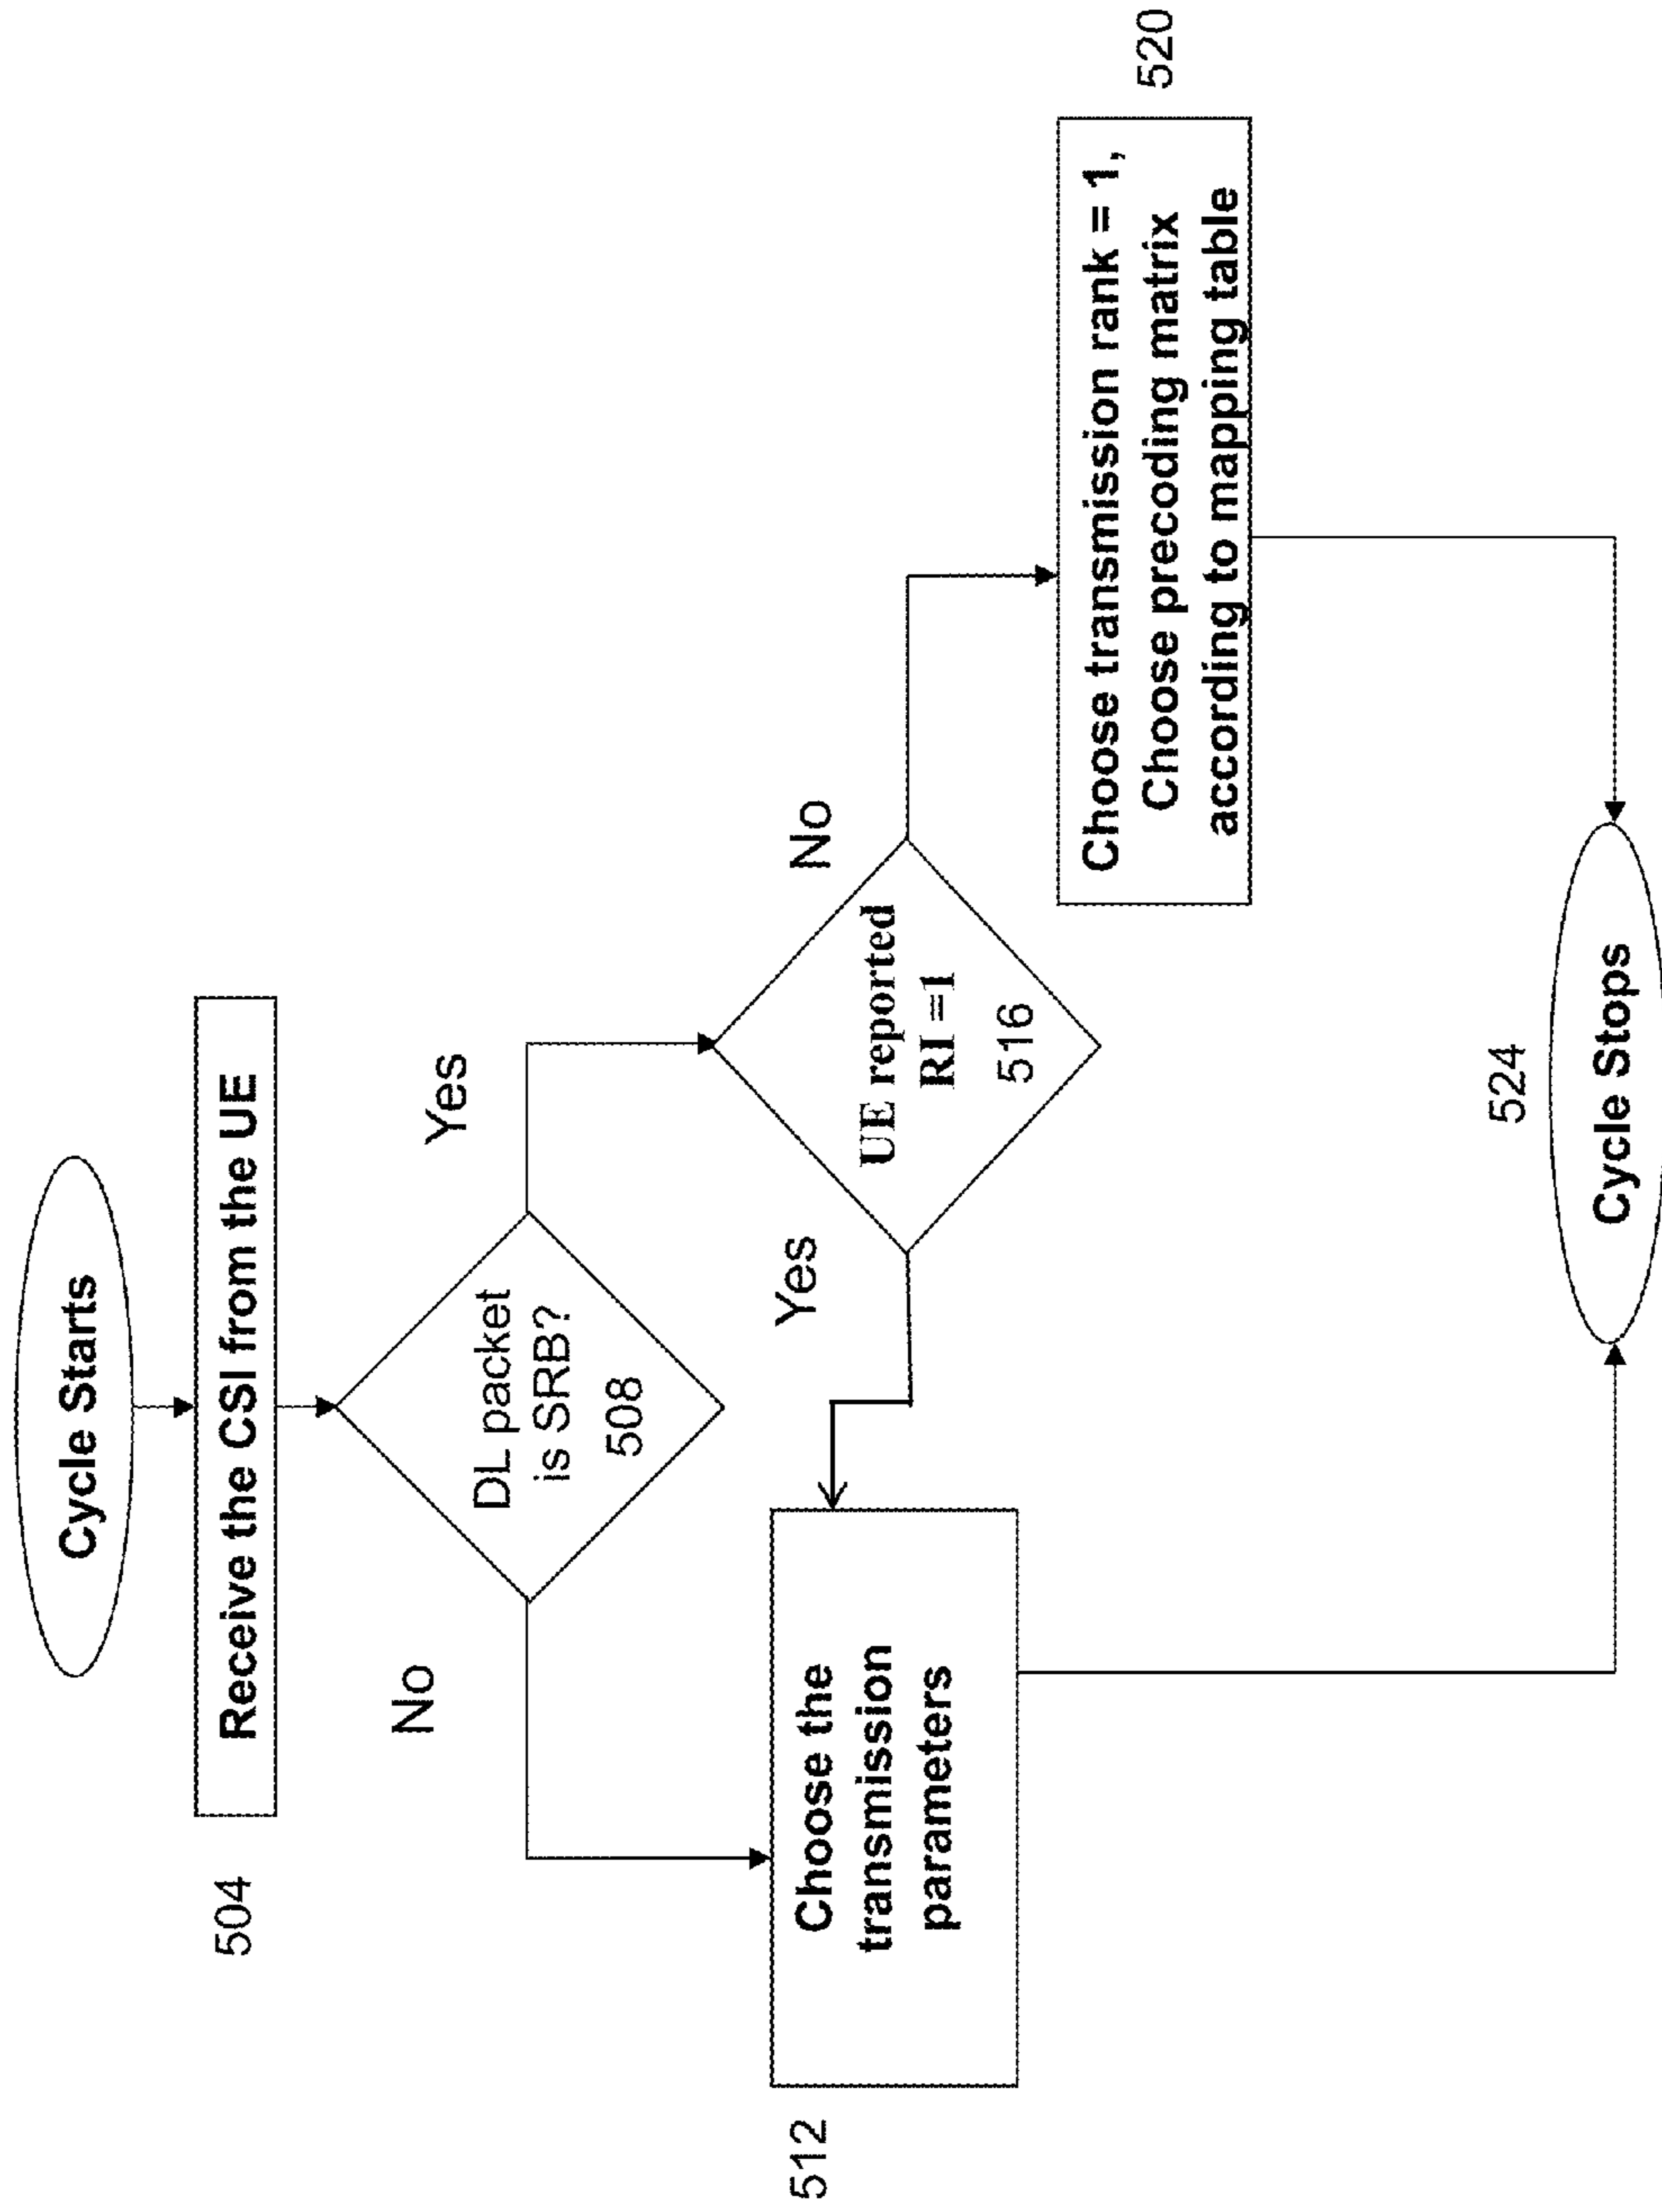 Cycle Starts
504
Receive the CSI from the UE
DL packet
is SRB?
508
No
Yes
512
Choose the
transmission
parameters
Yes
UE reported
RI =1
516
No
Choose transmission rank = 1,
Choose precoding matrix
according to mapping table
520
524
Cycle Stops